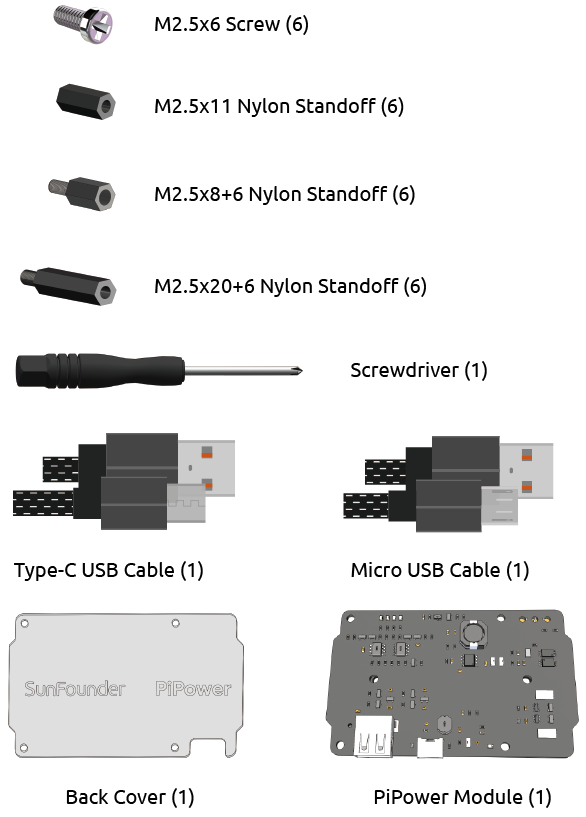 M2.5x6 Screw (6)
M2.5x11 Nylon Standoff (6)
M2.5x8+6 Nylon Standoff (6)
M2.5x20+6 Nylon Standoff (6)
Screwdriver (1)
Type-C USB Cable (1)
Micro USB Cable (1)
SunFounder PiPower
Back Cover (1)
PiPower Module (1)